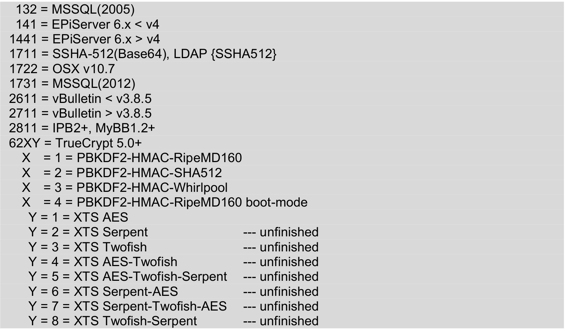 132 = MSSQL(2005)
141 = EPiServer 6.x < v4
1441 = EPiServer 6.x > v4
1711 = SSHA-512(Base64), LDAP {SSHA512}
1722 = OSX v10.7
1731 = MSSQL(2012)
2611 = vBulletin < v3.8.5
2711 = vBulletin > v3.8.5
2811 = IPB2+, MyBB1.2+
62XY = TrueCrypt 5.0+
X = 1 = PBKDF2-HMAC-RipeMD160
X = 2 = PBKDF2-HMAC-SHA512
X = 3 = PBKDF2-HMAC-Whirlpool
X = 4 = PBKDF2-HMAC-RipeMD160 boot-mode
Y = 1 = XTS AES
Y = 2 = XTS Serpent --- unfinished
Y = 3 = XTS Twofish --- unfinished
Y = 4 = XTS AES-Twofish --- unfinished
Y = 5 = XTS AES-Twofish-Serpent --- unfinished
Y = 6 = XTS Serpent-AES --- unfinished
Y = 7 = XTS Serpent-Twofish-AES --- unfinished
Y = 8 = XTS Twofish-Serpent --- unfinished